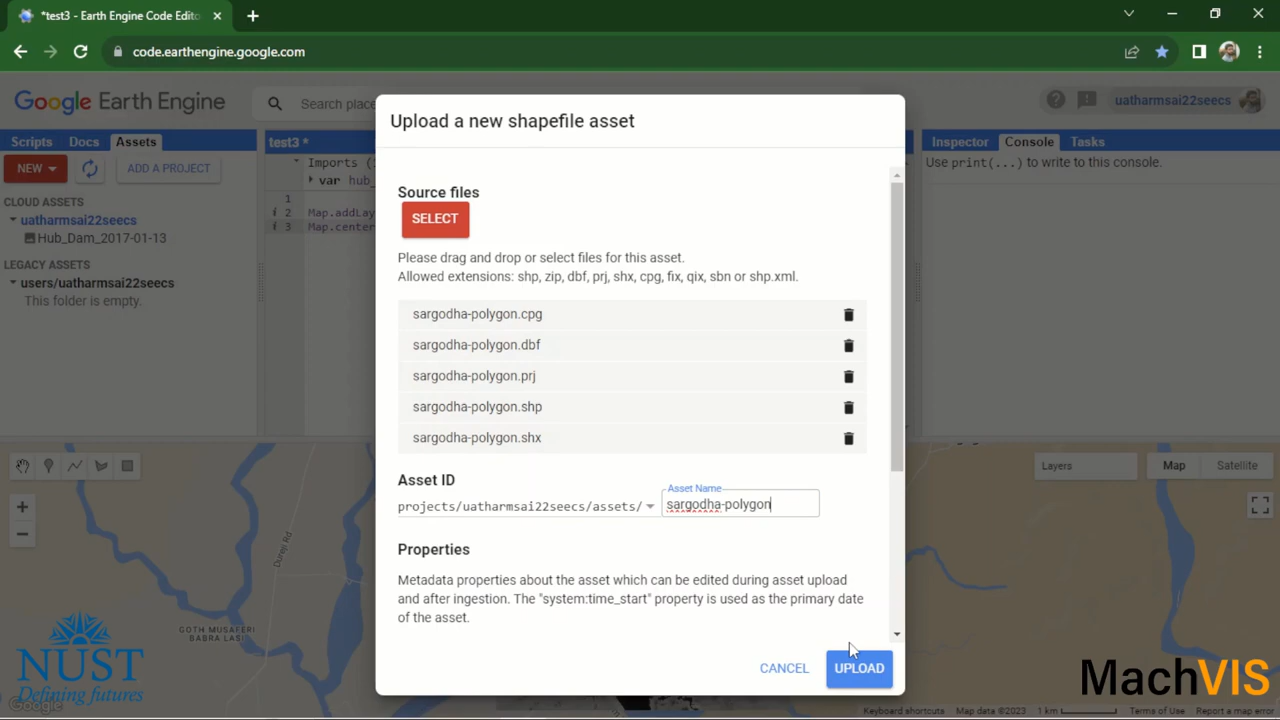 *test3 - Earth Engine Code Edito
code.earthengine.google.com
Google Earth Engine
Search place
uatharmsai22seecs
Scripts
Docs
Assets
test3 *
Inspector
Console
Tasks
NEW
ADD A PROJECT
Imports (1
var hub_
Use print(...) to write to this console.
CLOUD ASSETS
uatharmsai22seecs
Hub_Dam_2017-01-13
LEGACY ASSETS
users/uatharmsai22seecs
This folder is empty.
1
i 2 Map.addLay
i 3 Map.center
Upload a new shapefile asset
Source files
SELECT
Please drag and drop or select files for this asset.
Allowed extensions: shp, zip, dbf, prj, shx, cpg, fix, qix, sbn or shp.xml.
sargodha-polygon.cpg
sargodha-polygon.dbf
sargodha-polygon.prj
sargodha-polygon.shp
sargodha-polygon.shx
Asset ID
Asset Name
projects/uatharmsai22seecs/assets/
sargodha-polygon
Properties
Metadata properties about the asset which can be edited during asset upload
and after ingestion. The "system:time_start" property is used as the primary date
of the asset.
CANCEL
UPLOAD
Layers
Map
Satellite
Dureji Rd
GOTH MUSAFERI
BABRA LASI
NUST
Defining futures
Google
MachVIS
Keyboard shortcuts
Map data ©2023
1 km
Terms of Use
Report a map error